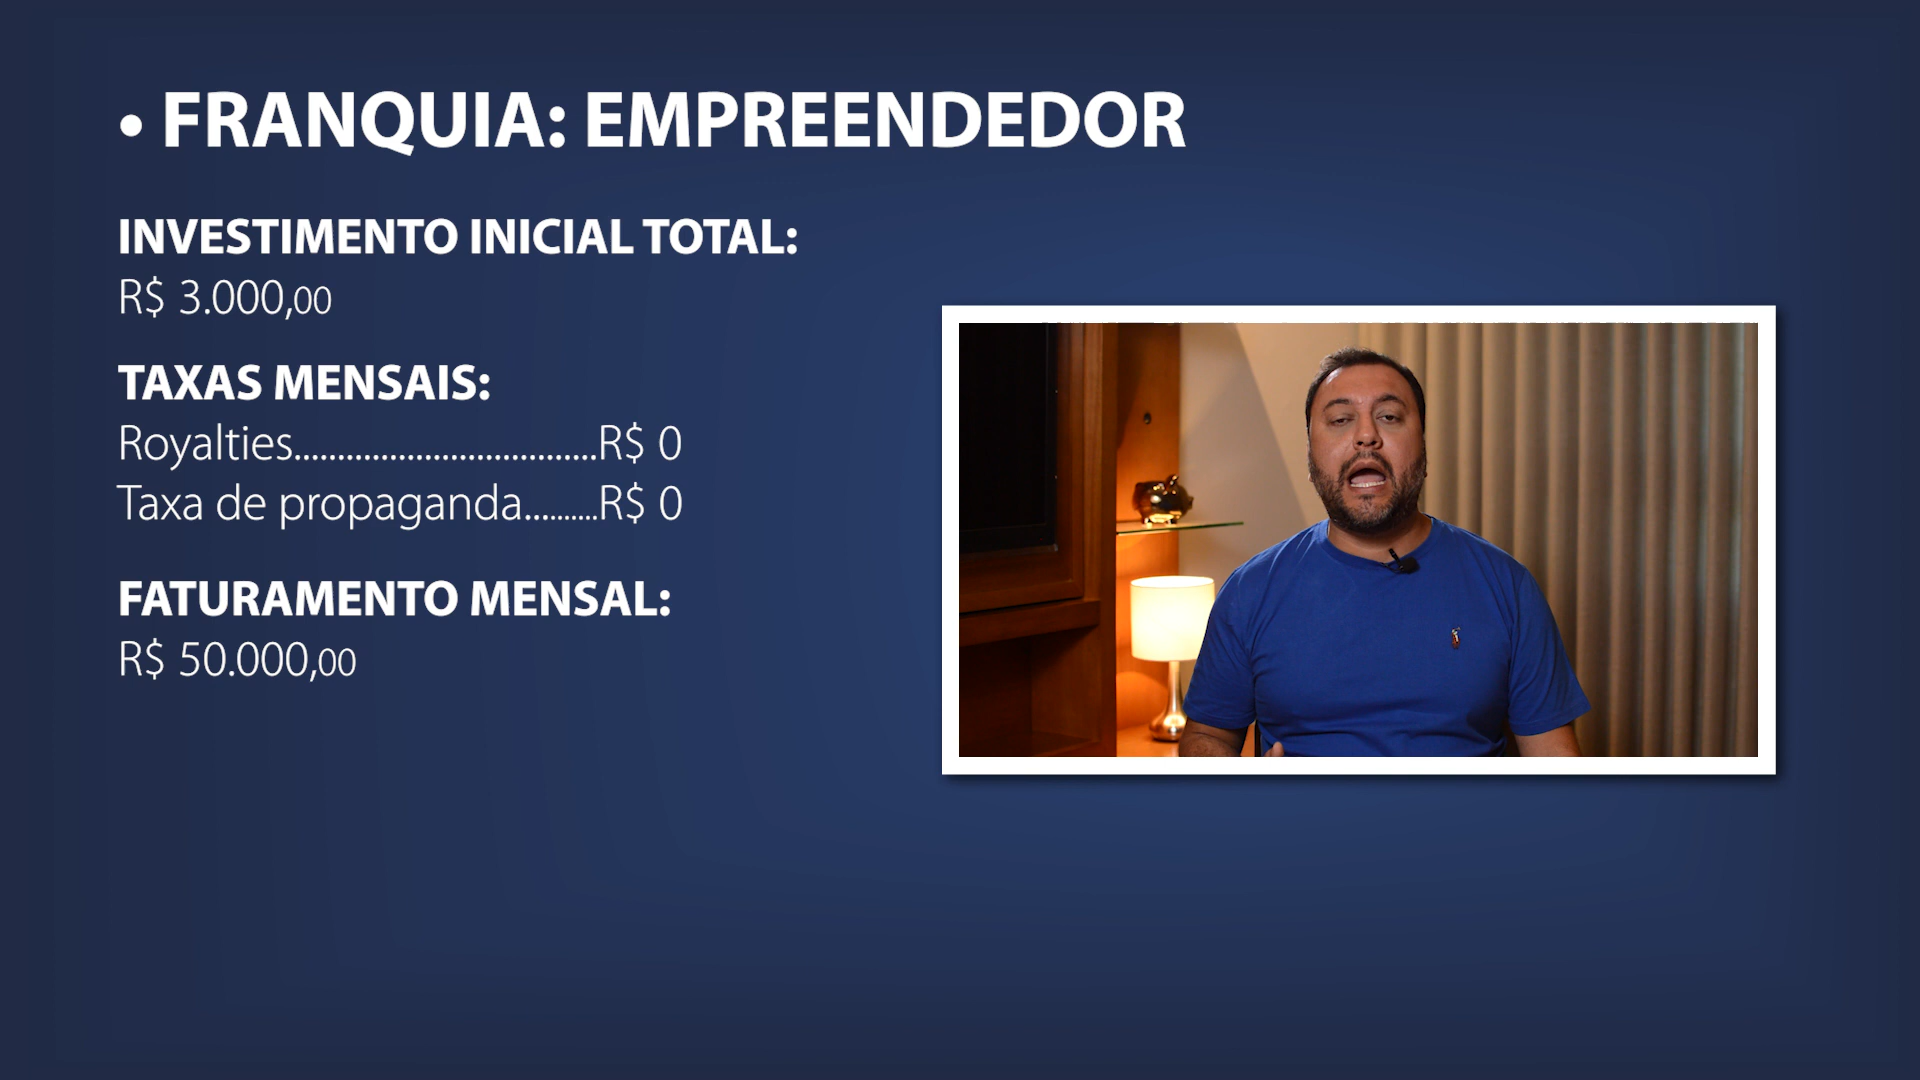 • FRANQUIA: EMPREENDEDOR
INVESTIMENTO INICIAL TOTAL:
R$ 3.000,00
TAXAS MENSAIS:
Royalties..................................R$ 0
Taxa de propaganda..........R$ 0
FATURAMENTO MENSAL:
R$ 50.000,00